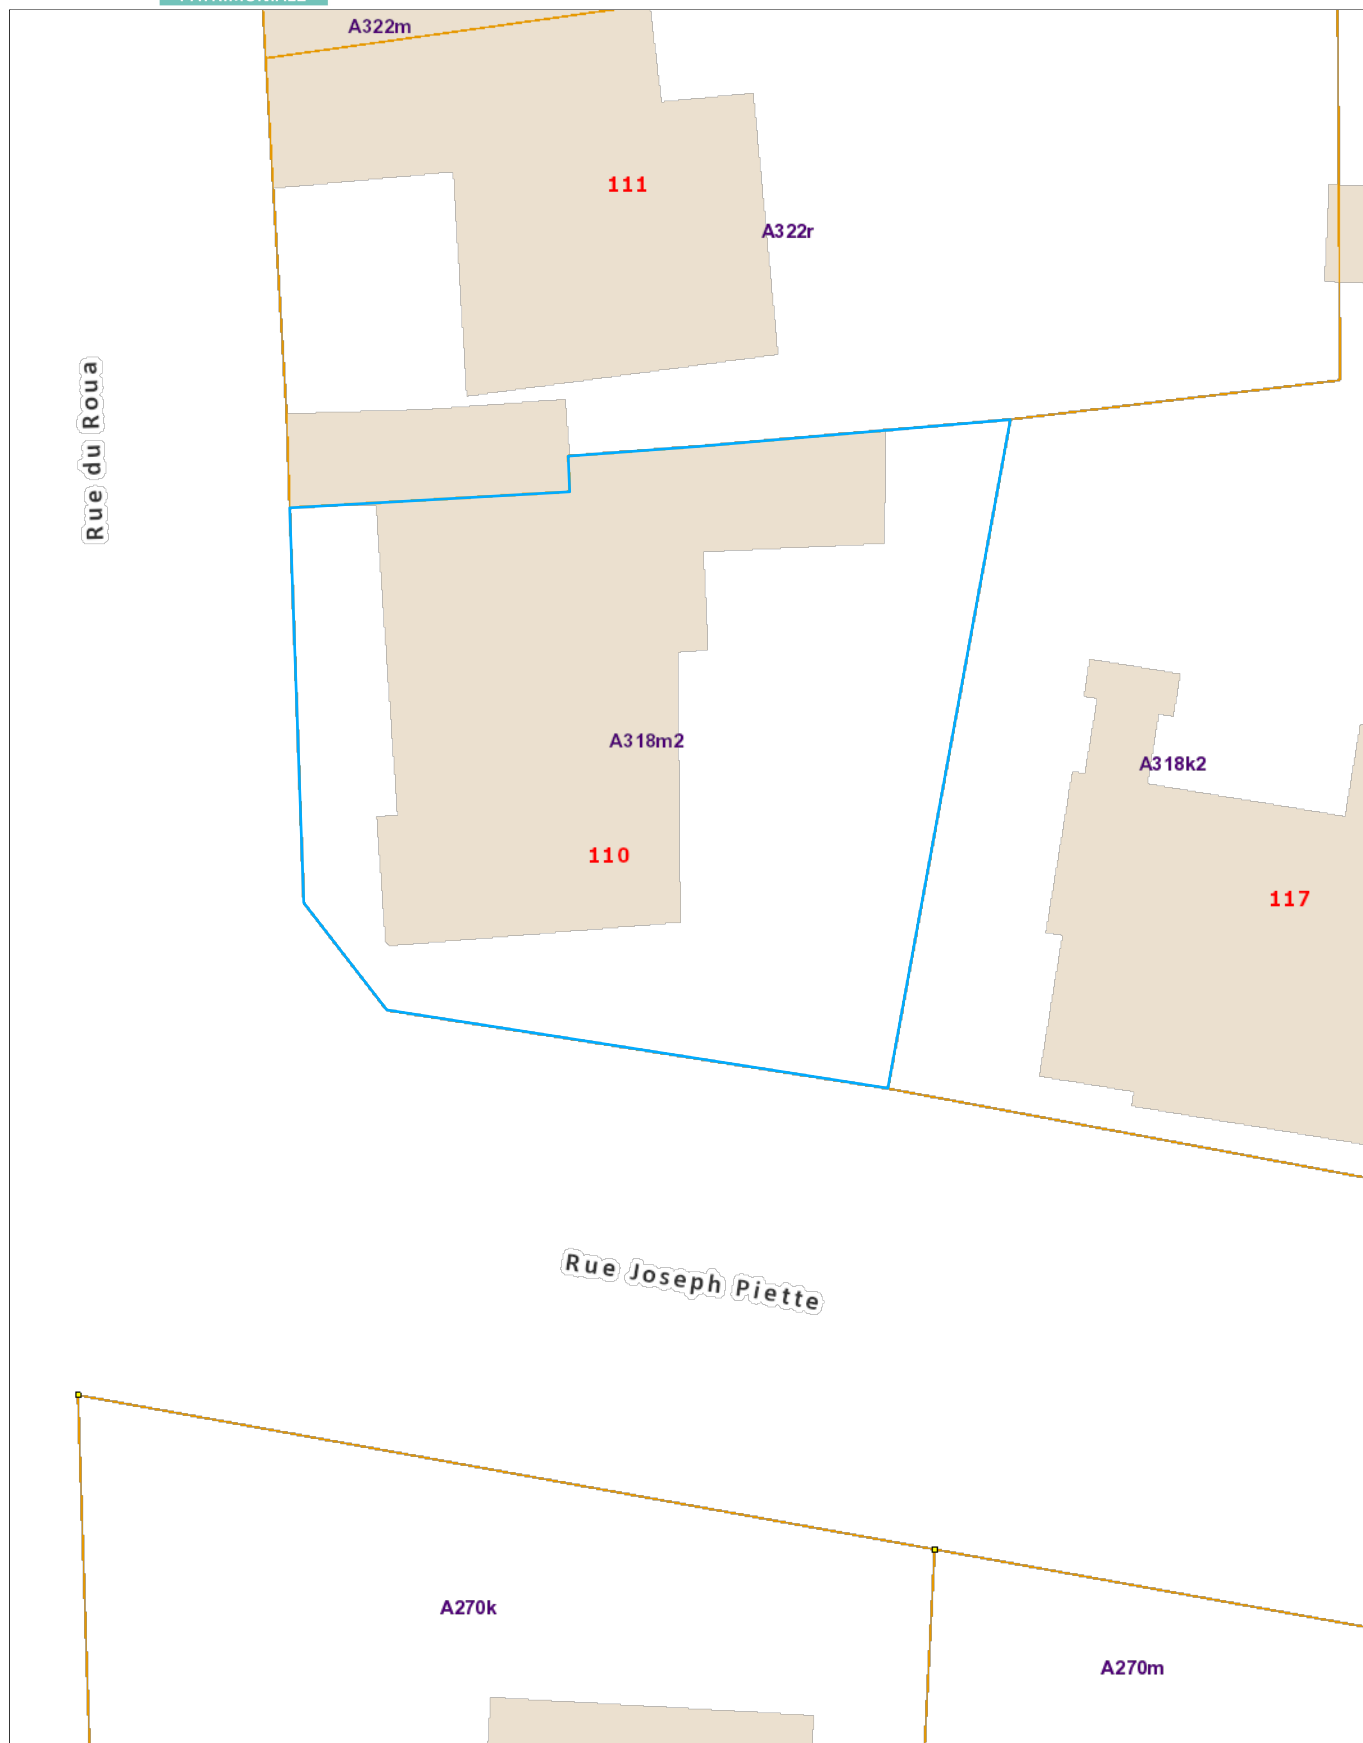 A322m
111
A322r
Rue du Roua
A318m2
A318k2
110
117
Rue Joseph Piette
A270k
A270m